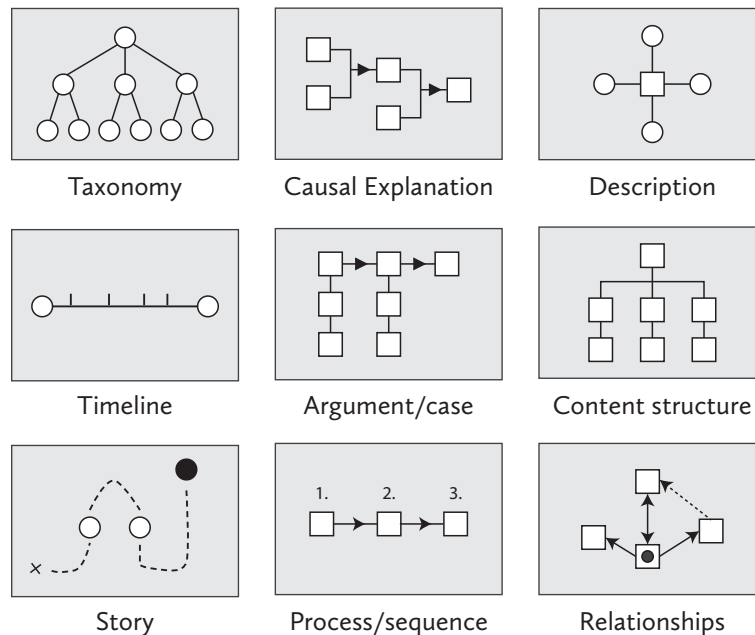 Taxonomy
Causal Explanation
Description
Timeline
Argument/case
Content structure
1.
2.
3.
Story
Process/sequence
Relationships